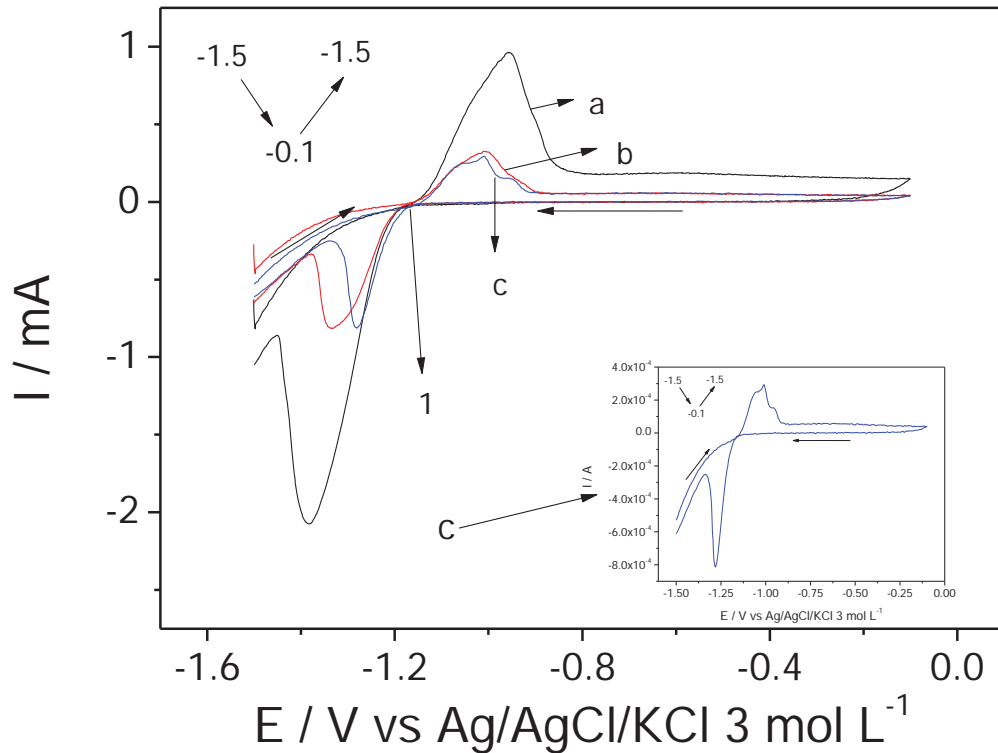 1
0
-1
-2
I / mA
-1.5
-1.5
-0.1
a
b
c
1
c
4.0x10⁻⁴
2.0x10⁻⁴
0.0
-2.0x10⁻⁴
-4.0x10⁻⁴
-6.0x10⁻⁴
-8.0x10⁻⁴
I / A
-1.5
-1.5
-0.1
-1.50 -1.25 -1.00 -0.75 -0.50 -0.25 0.00
E / V vs Ag/AgCl/KCl 3 mol L⁻¹
-1.6 -1.2 -0.8 -0.4 0.0
E / V vs Ag/AgCl/KCl 3 mol L⁻¹